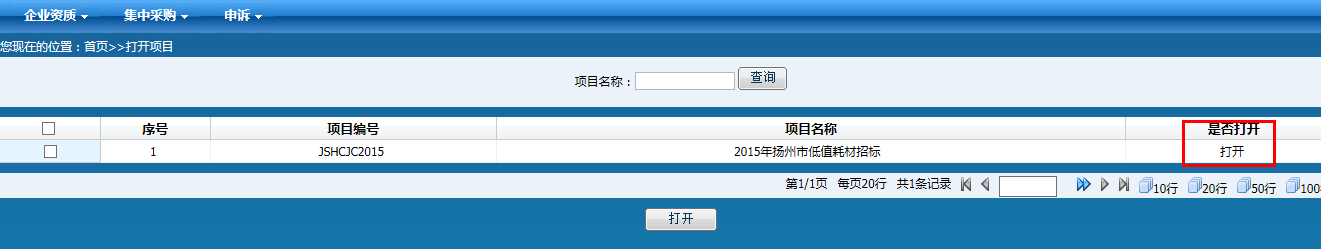 企业资质 集中采购 申诉
您现在的位置：首页>>打开项目
项目名称： 查询
序号 项目编号 项目名称 是否打开
1 JSHCJC2015 2015年扬州市低值耗材招标 打开
第1/1页 每页20行 共1条记录 10行 20行 50行 100
打开